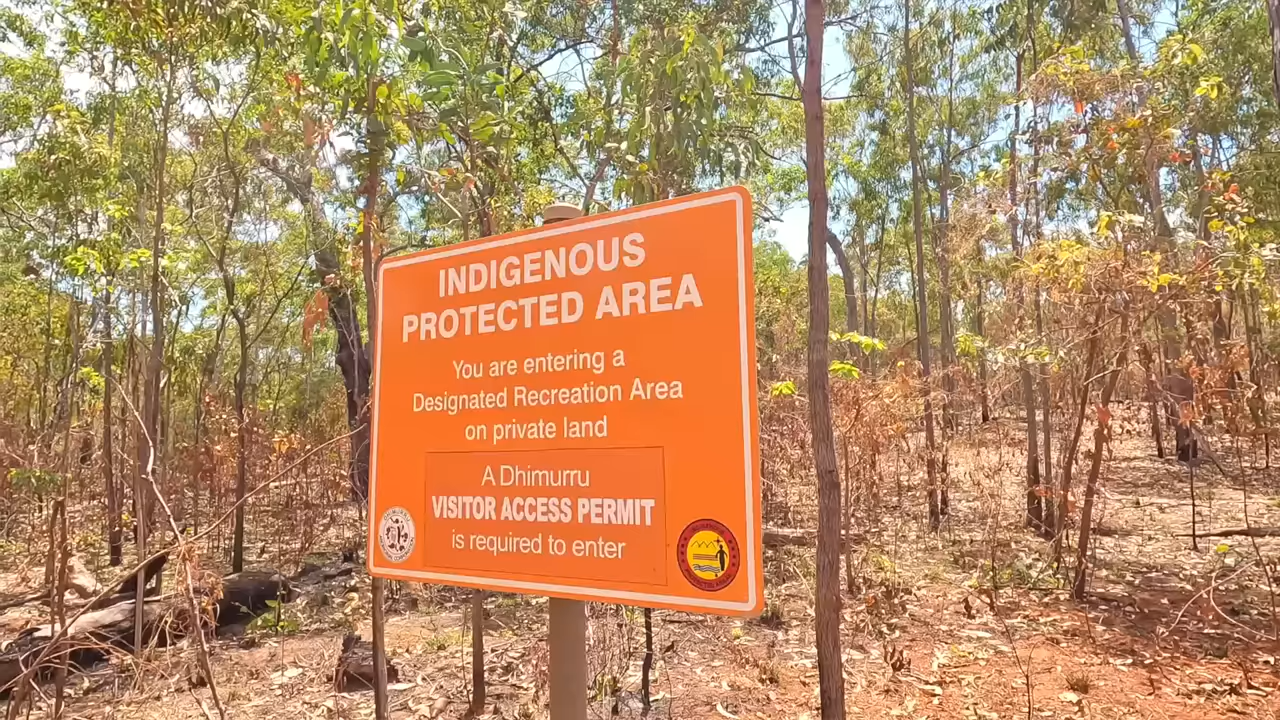 INDIGENOUS
PROTECTED AREA
You are entering a
Designated Recreation Area
on private land
A Dhimurru
VISITOR ACCESS PERMIT
is required to enter